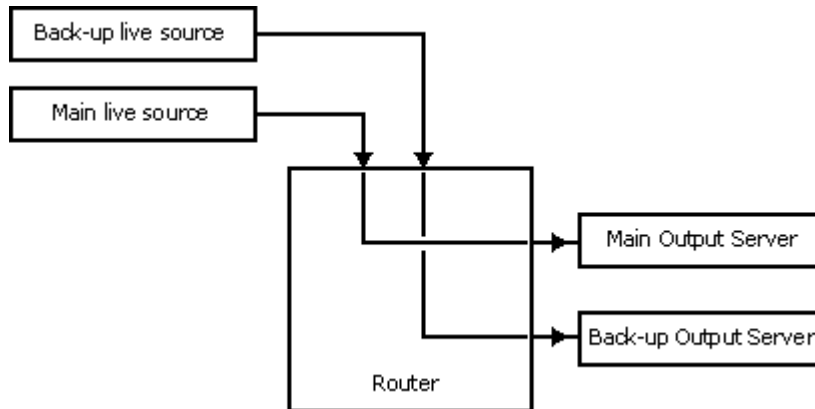 Back-up live source
Main live source
Main Output Server
Back-up Output Server
Router